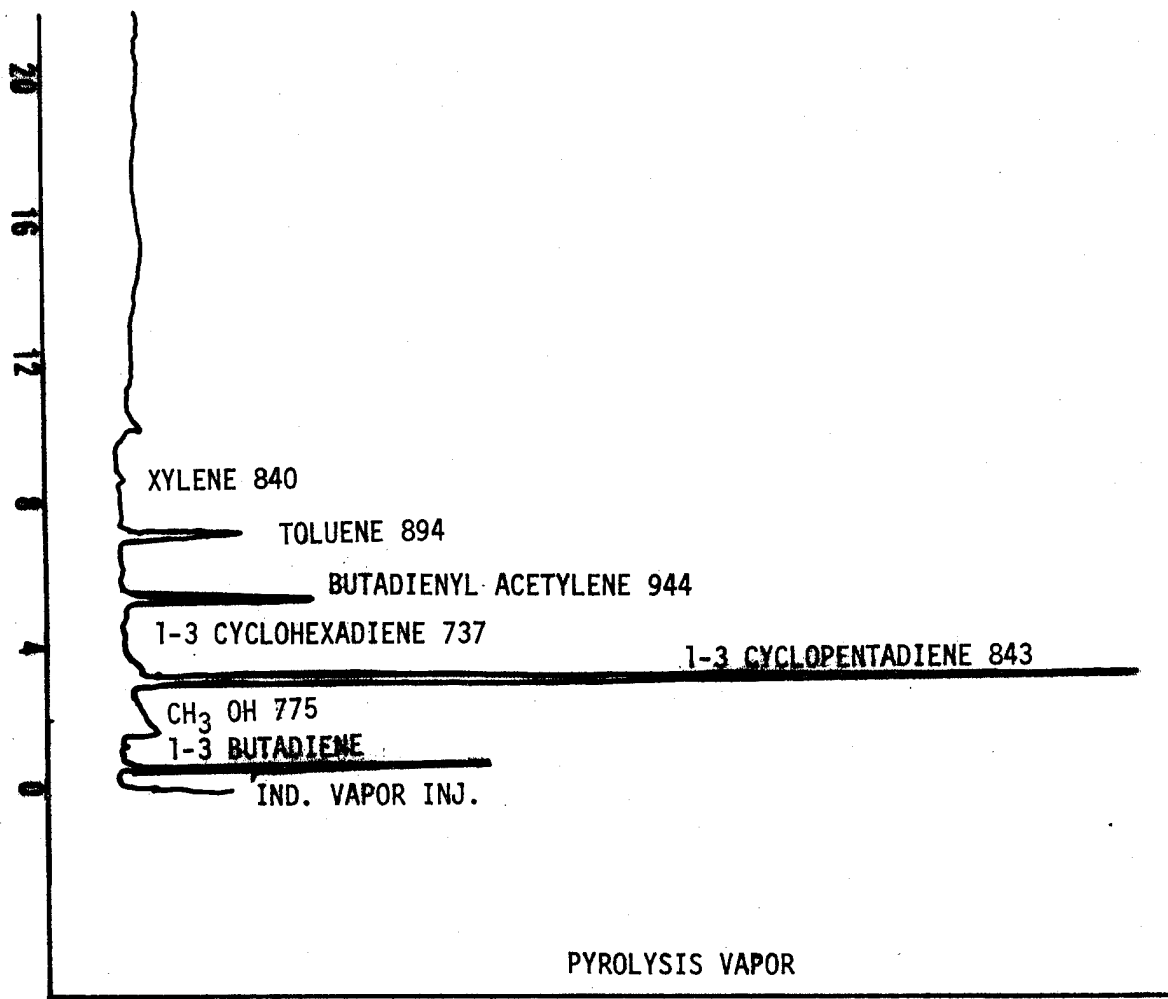 20
16
12
XYLENE 840
8
TOLUENE 894
BUTADIENYL ACETYLENE 944
1-3 CYCLOHEXADIENE 737
4
1-3 CYCLOPENTADIENE 843
CH3 OH 775
1-3 BUTADIENE
0
IND. VAPOR INJ.
PYROLYSIS VAPOR